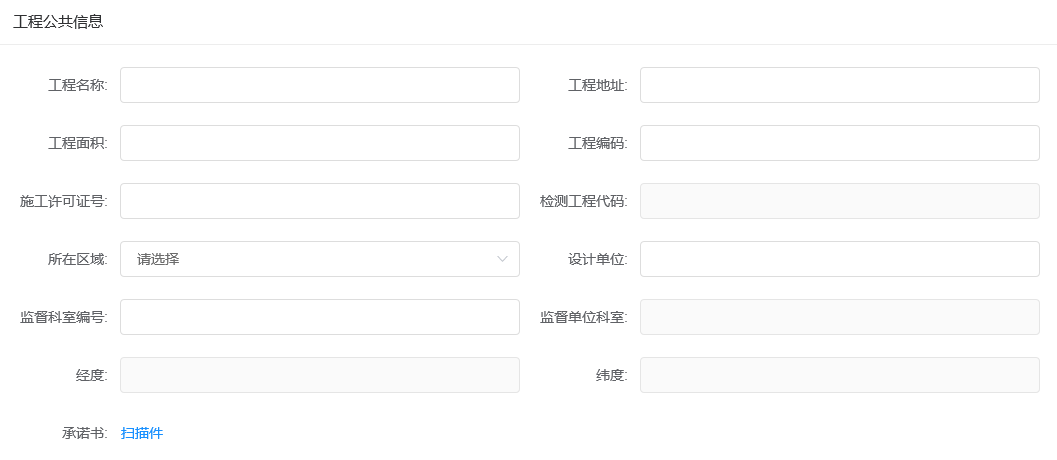 工程公共信息
工程名称:
工程地址:
工程面积:
工程编码:
施工许可证号:
检测工程代码:
所在区域: 请选择
设计单位:
监督科室编号:
监督单位科室:
经度:
纬度:
承诺书: 扫描件